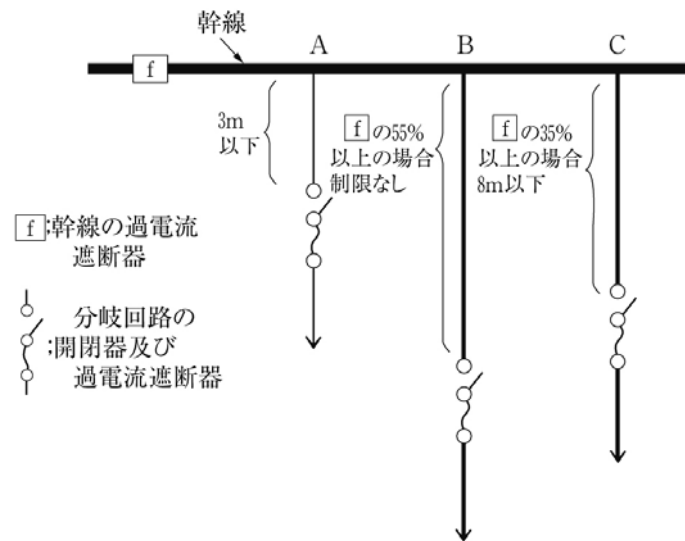 幹線
A
B
C
f
3m
以下
fの55%
以上の場合
制限なし
fの35%
以上の場合
8m以下
f;幹線の過電流
遮断器
分岐回路の
;開閉器及び
過電流遮断器